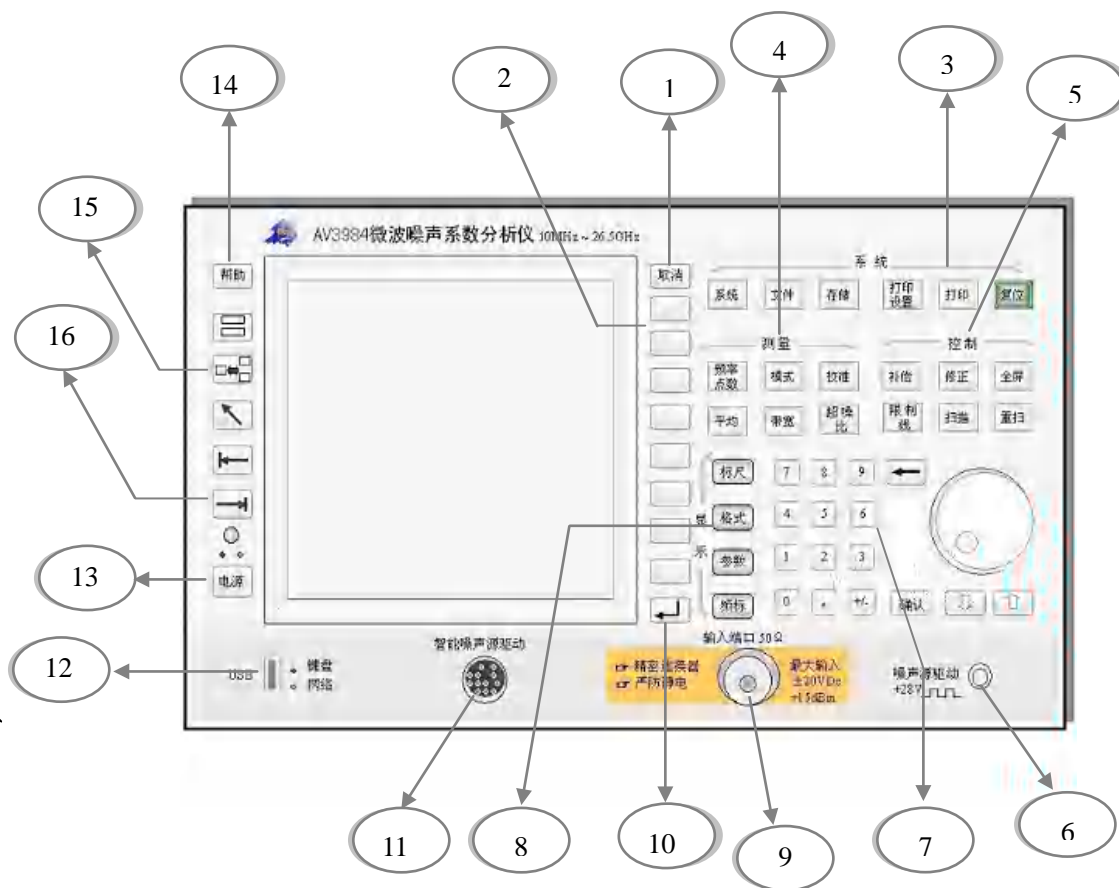 2
1
4
3
14
5
15
AV3984微波噪声系数分析仪 10MHz~26.5GHz
帮助
取消
系统
系统
文件
存储
打印
设置
打印
复位
16
测量
控制
频率
点数
模式
校准
补偿
修正
全屏
平均
带宽
超噪
比
限制
线
扫描
重扫
显
示
标尺
7
8
9
格式
4
5
6
13
电源
参数
1
2
3
频标
0
.
+/-
确认
12
USB
键盘
网络
智能噪声源驱动
输入端口 50Ω
精密连接器
严防静电
最大输入
±20V Dc
+15dBm
噪声源驱动
+28V
11
8
10
9
7
6